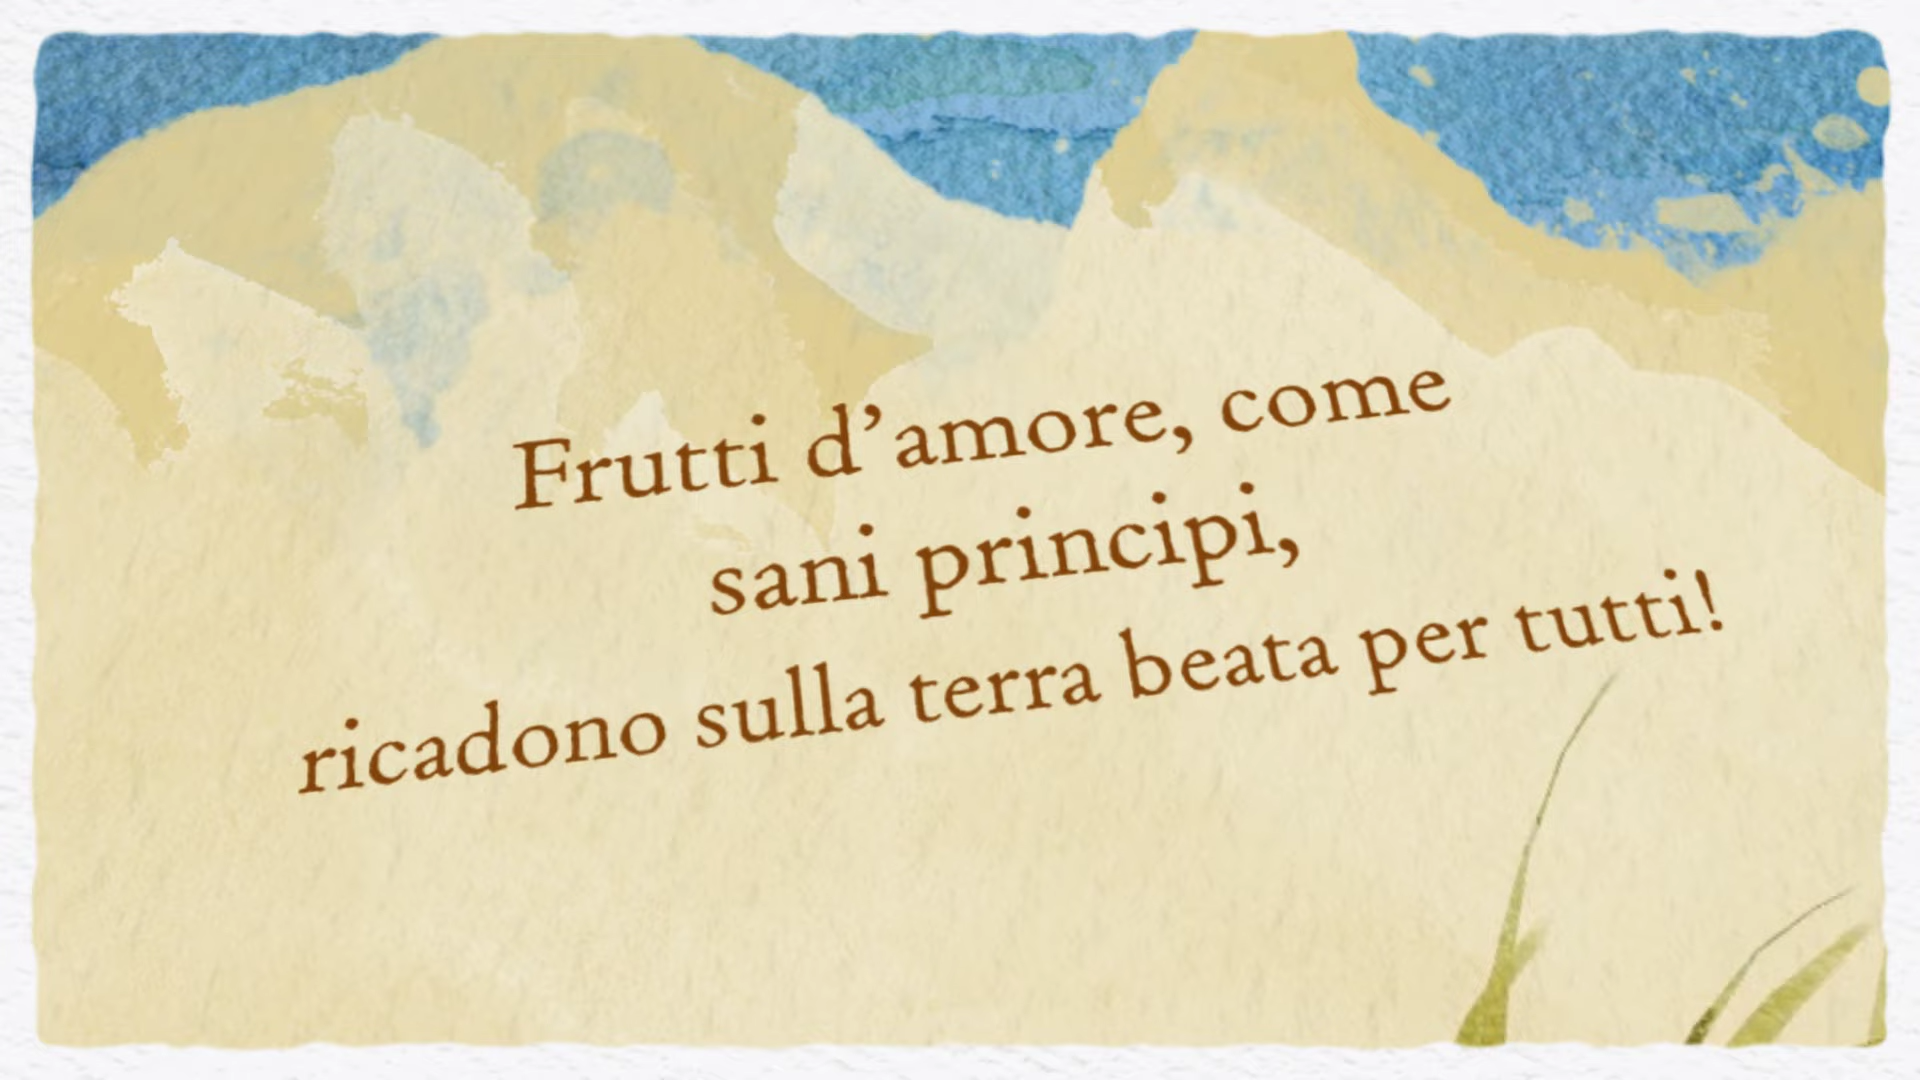 Frutti d’amore, come
sani principi,
ricadono sulla terra beata per tutti!